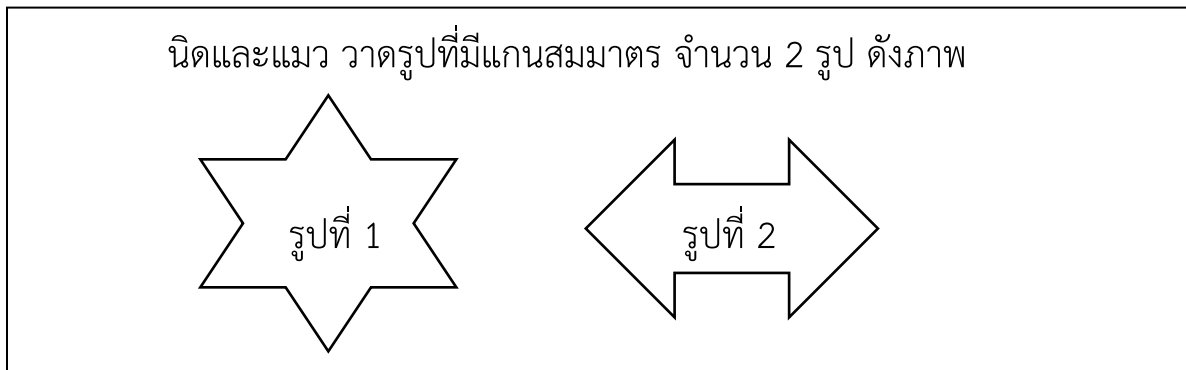 นิดและแมว วาดรูปที่มีแกนสมมาตร จำนวน 2 รูป ดังภาพ
รูปที่ 1
รูปที่ 2